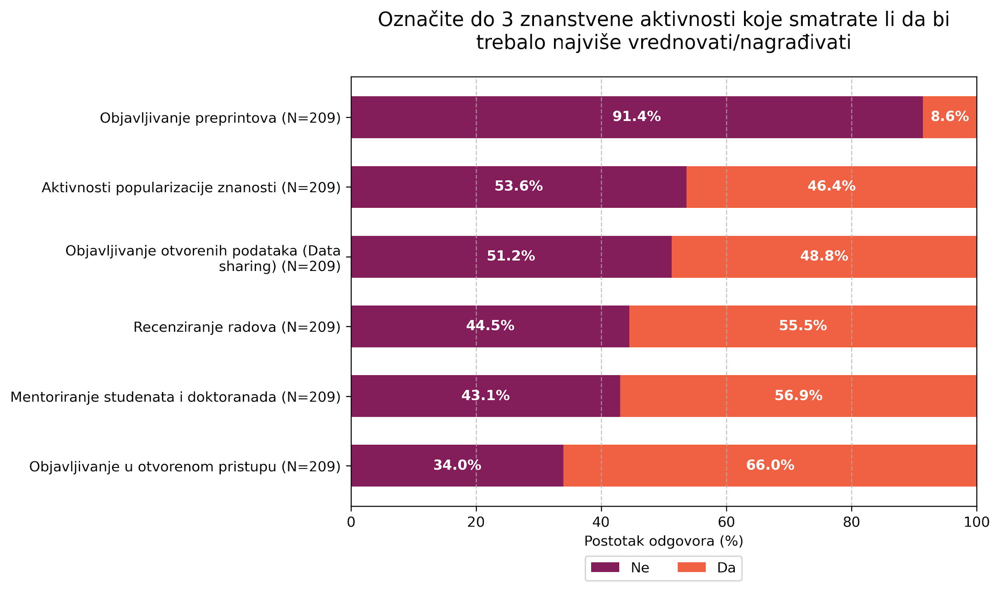 Označite do 3 znanstvene aktivnosti koje smatrate li da bi
trebalo najviše vrednovati/nagrađivati
Objavljivanje preprintova (N=209)
91.4%
8.6%
Aktivnosti popularizacije znanosti (N=209)
53.6%
46.4%
Objavljivanje otvorenih podataka (Data
sharing) (N=209)
51.2%
48.8%
Recenziranje radova (N=209)
44.5%
55.5%
Mentoriranje studenata i doktoranada (N=209)
43.1%
56.9%
Objavljivanje u otvorenom pristupu (N=209)
34.0%
66.0%
0 20 40 60 80 100
Postotak odgovora (%)
Ne Da